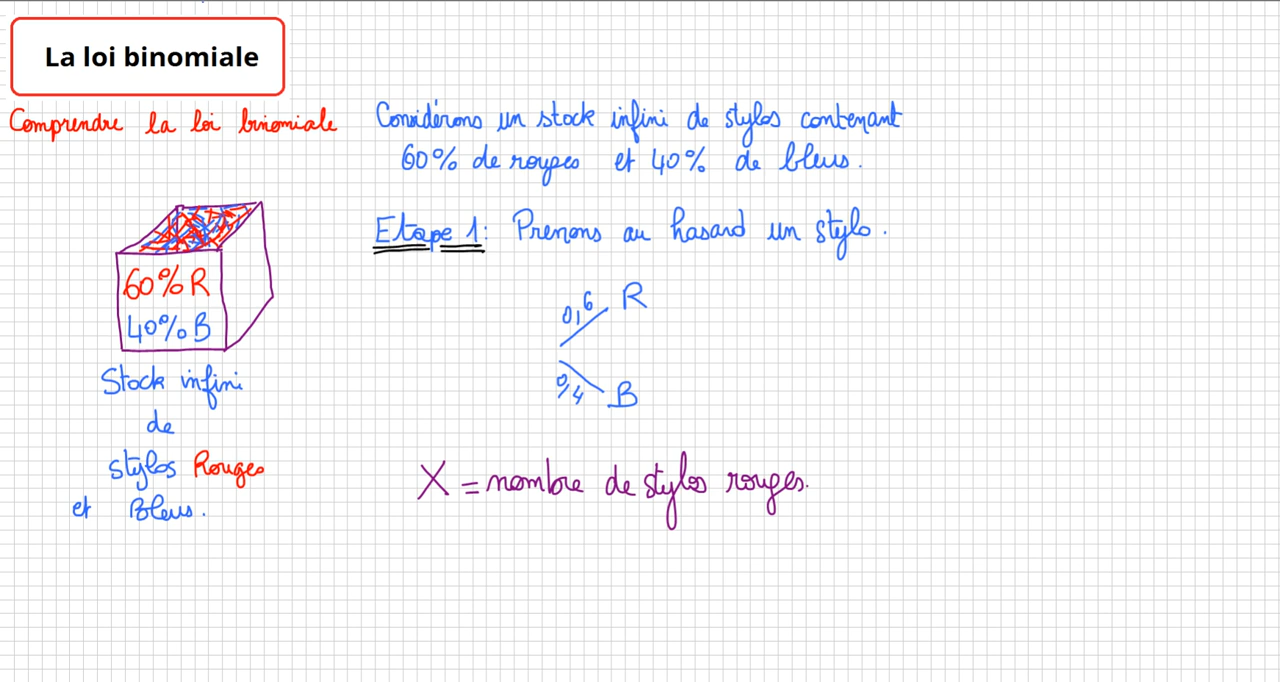 La loi binomiale
Comprendre la loi binomiale
Considérons un stock infini de stylos contenant
60% de rouges et 40% de bleus.
60% R
40% B
Stock infini
de
stylos Rouges
et Bleus.
Etape 1: Prenons au hasard un stylo.
0,6 R
0,4 B
X = nombre de stylos rouges.